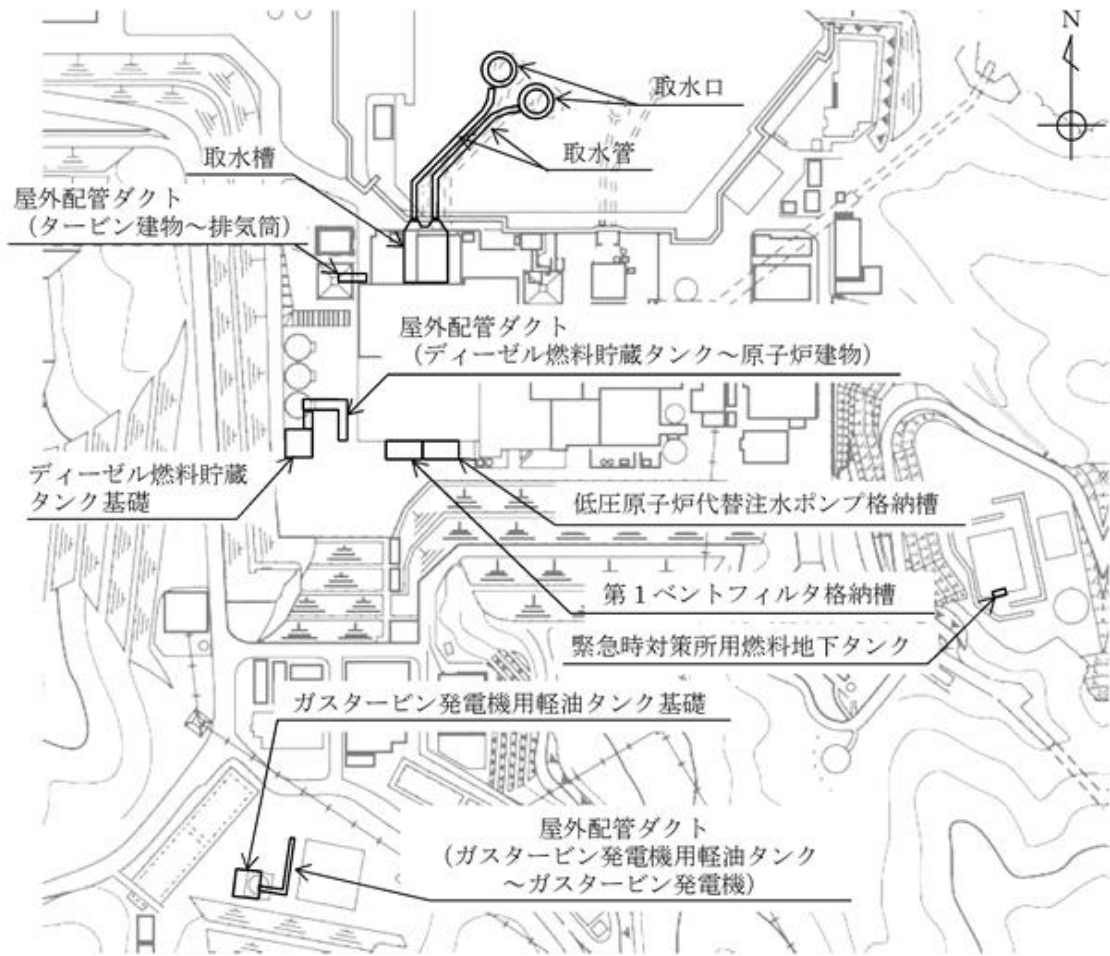 N
取水口
取水管
取水槽
屋外配管ダクト
(タービン建物～排気筒)
屋外配管ダクト
(ディーゼル燃料貯蔵タンク～原子炉建物)
ディーゼル燃料貯蔵
タンク基礎
低圧原子炉代替注水ポンプ格納槽
第1ベントフィルタ格納槽
緊急時対策所用燃料地下タンク
ガスタービン発電機用軽油タンク基礎
屋外配管ダクト
(ガスタービン発電機用軽油タンク
～ガスタービン発電機)